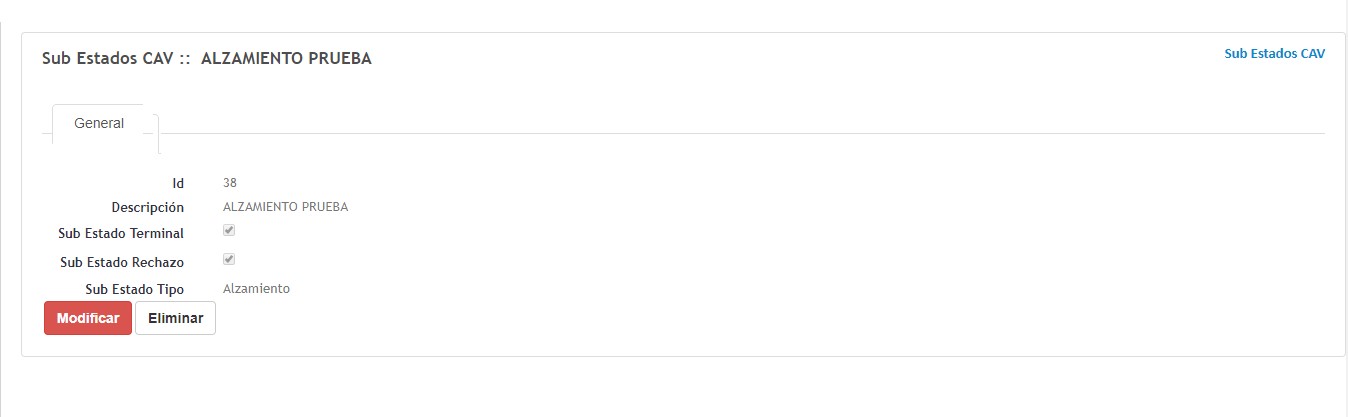 Sub Estados CAV :: ALZAMIENTO PRUEBA
Sub Estados CAV
General
Id 38
Descripción ALZAMIENTO PRUEBA
Sub Estado Terminal
Sub Estado Rechazo
Sub Estado Tipo Alzamiento
Modificar Eliminar